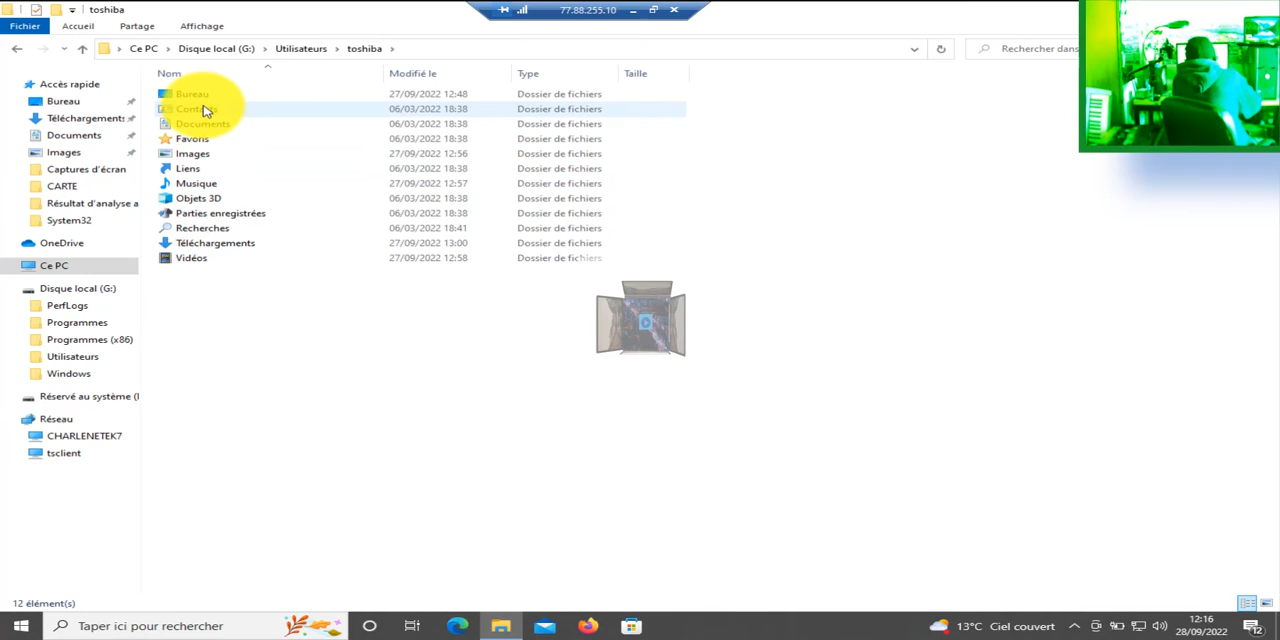 toshiba
77.88.255.10
Fichier Accueil Partage Affichage
Ce PC Disque local (G:) Utilisateurs toshiba
Rechercher dans
Nom Modifié le Type Taille
Accès rapide
Bureau
Téléchargements
Documents
Images
Captures d'écran
CARTE
Résultat d'analyse a
System32
OneDrive
Ce PC
Disque local (G:)
PerfLogs
Programmes
Programmes (x86)
Utilisateurs
Windows
Réservé au système (
Réseau
CHARLENETEK7
tsclient
Bureau 27/09/2022 12:48 Dossier de fichiers
Contacts 06/03/2022 18:38 Dossier de fichiers
Documents 06/03/2022 18:38 Dossier de fichiers
Favoris 06/03/2022 18:38 Dossier de fichiers
Images 27/09/2022 12:56 Dossier de fichiers
Liens 06/03/2022 18:38 Dossier de fichiers
Musique 27/09/2022 12:57 Dossier de fichiers
Objets 3D 06/03/2022 18:38 Dossier de fichiers
Parties enregistrées 06/03/2022 18:38 Dossier de fichiers
Recherches 06/03/2022 18:41 Dossier de fichiers
Téléchargements 27/09/2022 13:00 Dossier de fichiers
Vidéos 27/09/2022 12:58 Dossier de fichiers
12 élément(s)
Taper ici pour rechercher
13°C Ciel couvert
12:16
28/09/2022
12